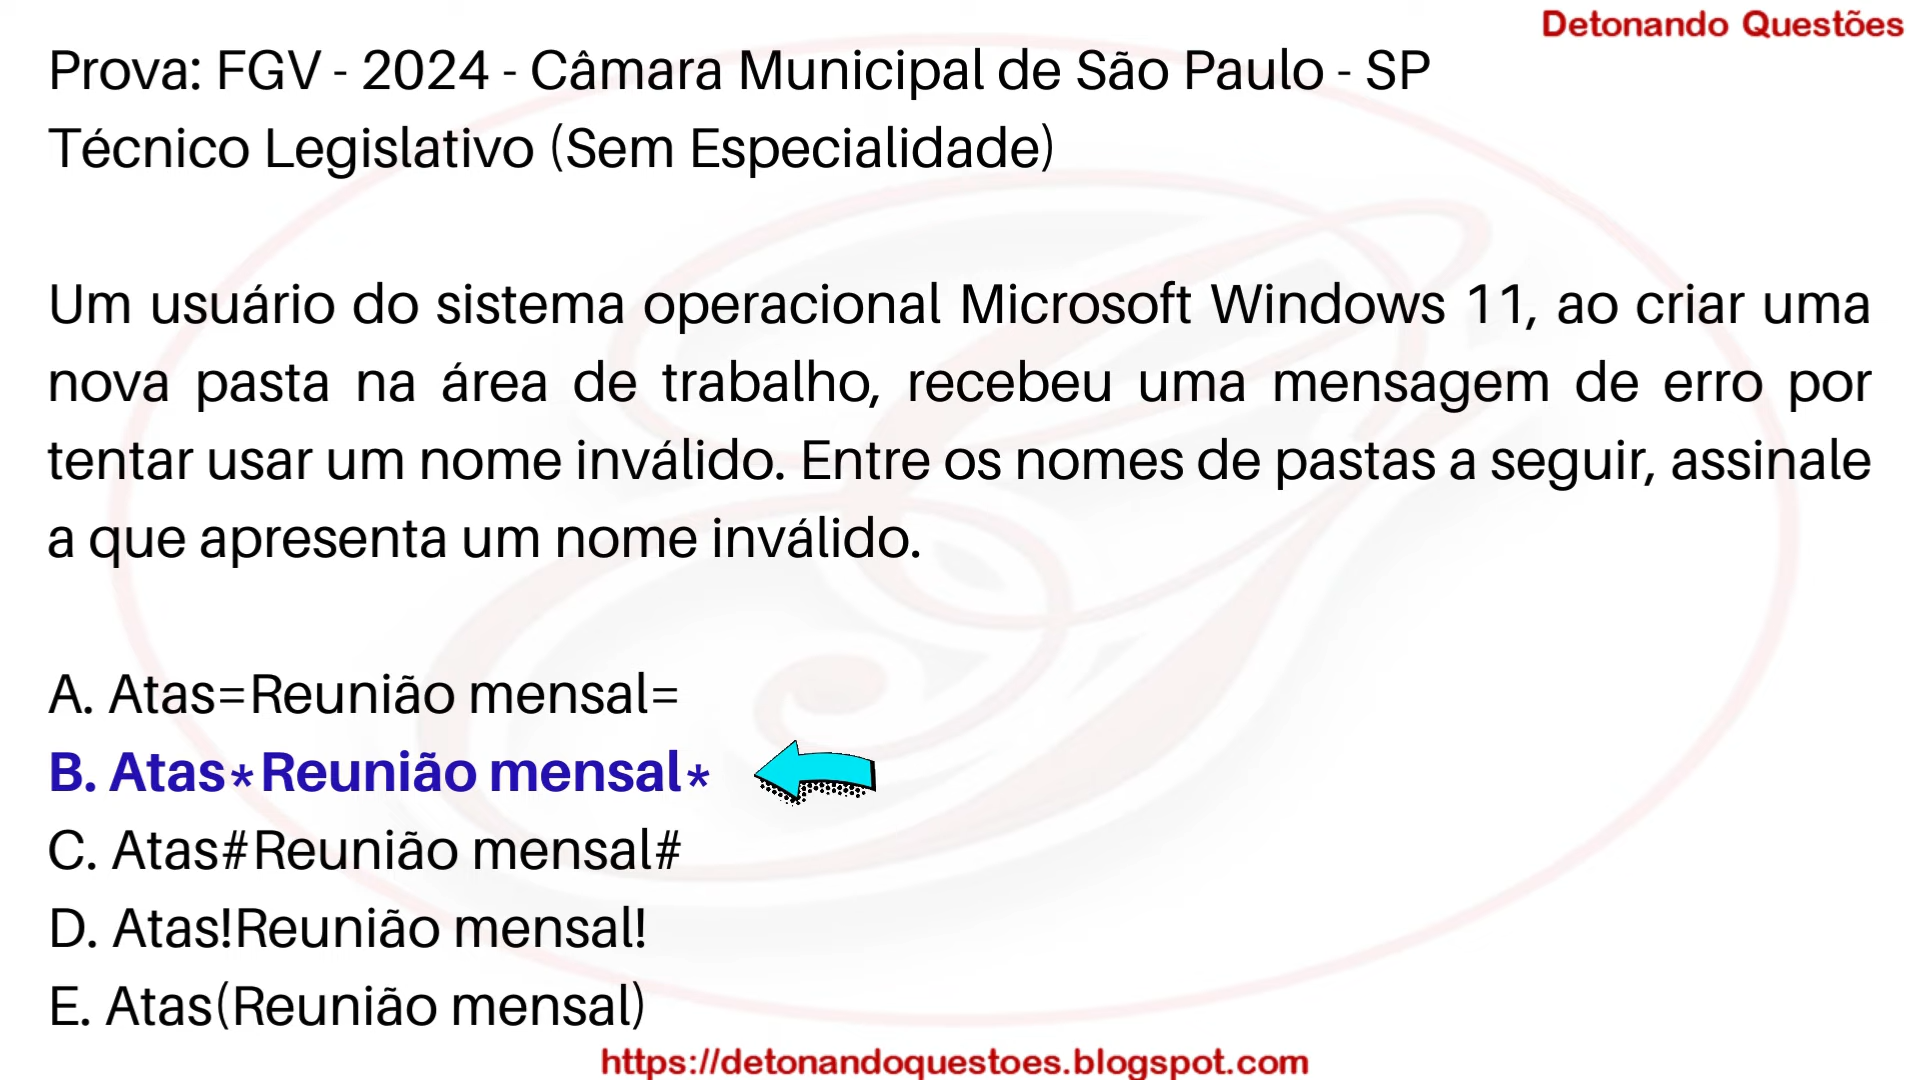 Detonando Questões
Prova: FGV - 2024 - Câmara Municipal de São Paulo - SP
Técnico Legislativo (Sem Especialidade)
Um usuário do sistema operacional Microsoft Windows 11, ao criar uma
nova pasta na área de trabalho, recebeu uma mensagem de erro por
tentar usar um nome inválido. Entre os nomes de pastas a seguir, assinale
a que apresenta um nome inválido.
A. Atas=Reunião mensal=
B. Atas*Reunião mensal*
C. Atas#Reunião mensal#
D. Atas!Reunião mensal!
E. Atas(Reunião mensal)
https://detonandoquestoes.blogspot.com